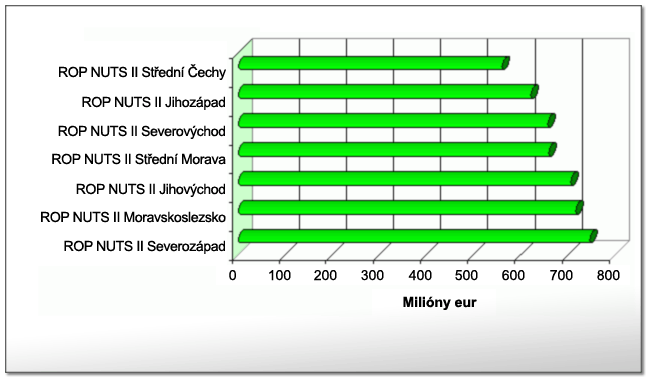 ROP NUTS II Střední Čechy
ROP NUTS II Jihozápad
ROP NUTS II Severovýchod
ROP NUTS II Střední Morava
ROP NUTS II Jihovýchod
ROP NUTS II Moravskoslezsko
ROP NUTS II Severozápad
0 100 200 300 400 500 600 700 800
Milióny eur